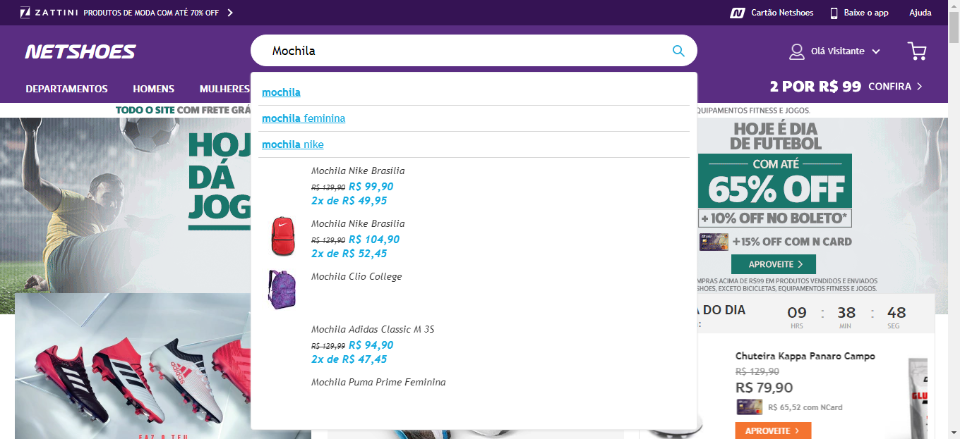 ZATTINI PRODUTOS DE MODA COM ATÉ 70% OFF
Cartão Netshoes
Baixe o app
Ajuda
NETSHOES
Mochila
Olá Visitante
DEPARTAMENTOS
HOMENS
MULHERES
2 POR R$ 99 CONFIRA
mochila
mochila feminina
mochila nike
Mochila Nike Brasilia
R$ 129,90 R$ 99,90
2x de R$ 49,95
Mochila Nike Brasilia
R$ 129,90 R$ 104,90
2x de R$ 52,45
Mochila Clio College
Mochila Adidas Classic M 3S
R$ 129,99 R$ 94,90
2x de R$ 47,45
Mochila Puma Prime Feminina
TODO O SITE COM FRETE GRÁ
EQUIPAMENTOS FITNESS E JOGOS.
HOJE
DÁ
JOG
HOJE É DIA
DE FUTEBOL
COM ATÉ
65% OFF
+10% OFF NO BOLETO*
+15% OFF COM N CARD
APROVEITE
MPRAS ACIMA DE R$99 EM PRODUTOS VENDIDOS E ENVIADOS
SHOES, EXCETO BICICLETAS, EQUIPAMENTOS FITNESS E JOGOS.
A DO DIA
09 : 38 : 48
HRS MIN SEG
Chuteira Kappa Panaro Campo
R$ 129,90
R$ 79,90
R$ 65,52 com NCard
APROVEITE